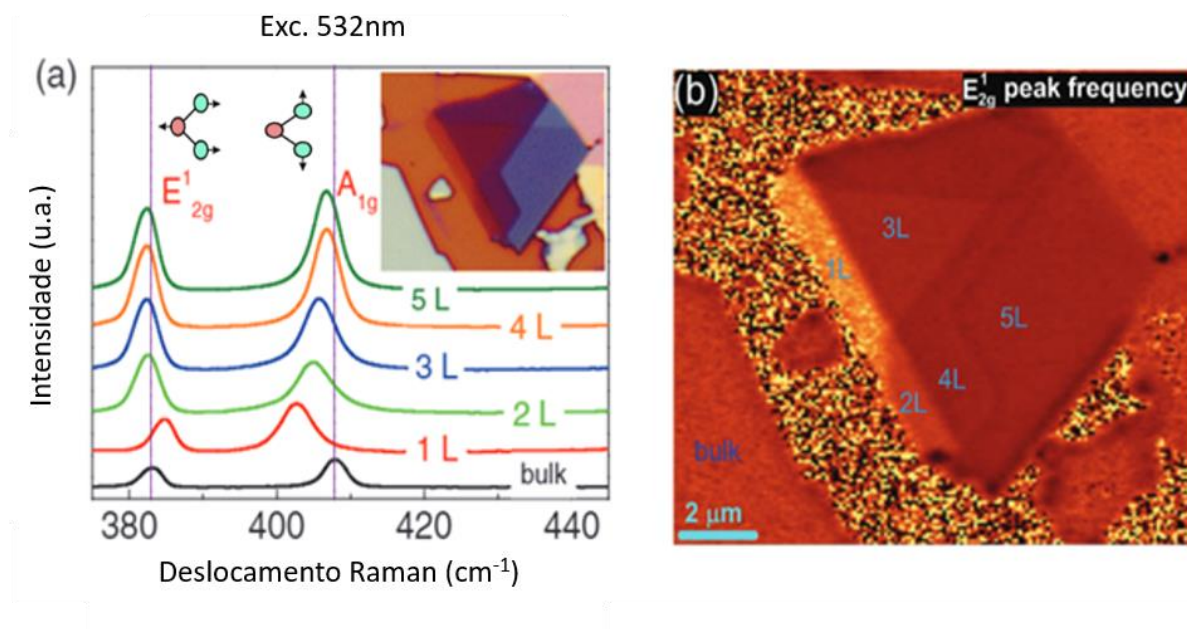 Exc. 532nm
(a)
E¹₂g
A₁g
5 L
4 L
3 L
2 L
1 L
bulk
Intensidade (u.a.)
380 400 420 440
Deslocamento Raman (cm⁻¹)
(b)
E¹₂g peak frequency
3L
1L
5L
4L
2L
bulk
2 μm